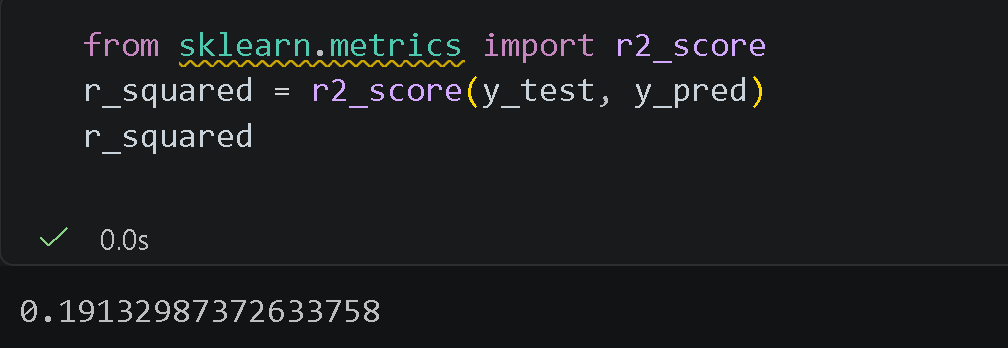 from sklearn.metrics import r2_score
r_squared = r2_score(y_test, y_pred)
r_squared
0.0s
0.19132987372633758